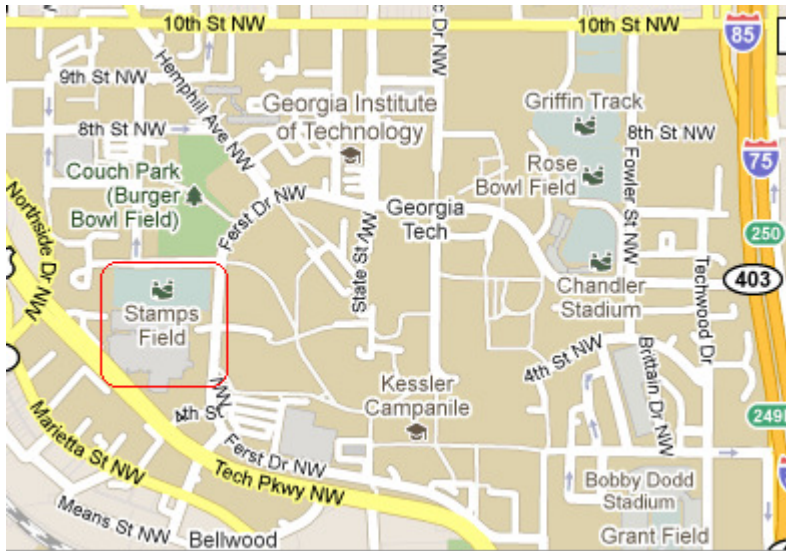 10th St NW
10th St NW
85
9th St NW
Hemphill Ave NW
c Dr NW
Georgia Institute
of Technology
Griffin Track
8th St NW
8th St NW
Couch Park
(Burger
Bowl Field)
Rose
Bowl Field
Fowler St NW
75
Northside Dr NW
Ferst Dr NW
Georgia
Tech
State St NW
250
Techwood Dr
403
Stamps
Field
Chandler
Stadium
4th St NW
Brittain Dr NW
Kessler
Campanile
NW
4th St
249
Marietta St NW
Ferst Dr NW
Tech Pkwy NW
Bobby Dodd
Stadium
Means St NW
Bellwood
Grant Field